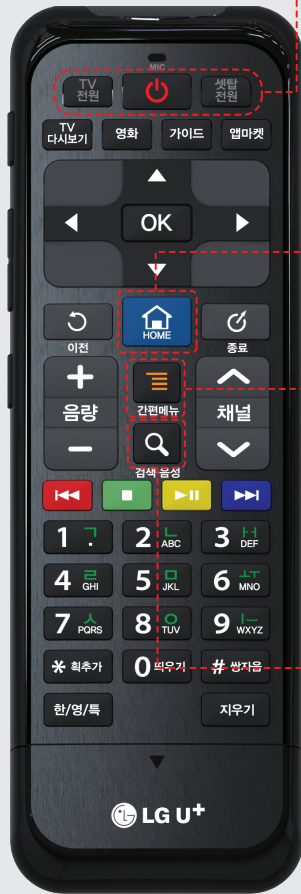 MIC
TV
전원
셋탑
전원
TV
다시보기
영화
가이드
앱마켓
OK
이전
HOME
종료
음량
간편메뉴
채널
검색 음성
1 ㄱ .
2 ㄴ ABC
3 ㅏㅓ DEF
4 ㄹ GHI
5 ㅁ JKL
6 ㅗㅜ MNO
7 ㅅ PQRS
8 ㅇ TUV
9 ㅣㅡ WXYZ
* 획추가
0 띄우기
# 쌍자음
한/영/특
지우기
LG U+